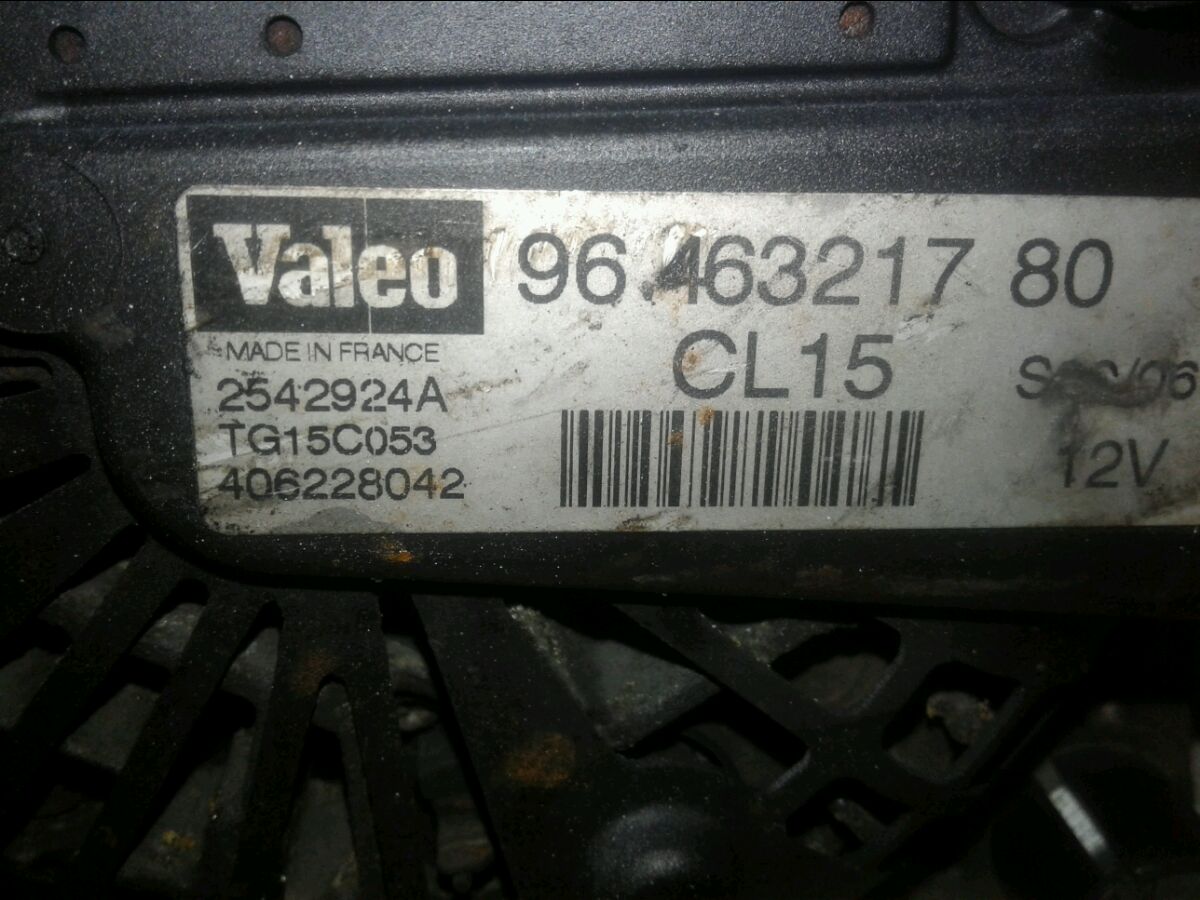 Valeo
96 463217 80
MADE IN FRANCE
CL15
2542924A
TG15C053
12V
406228042